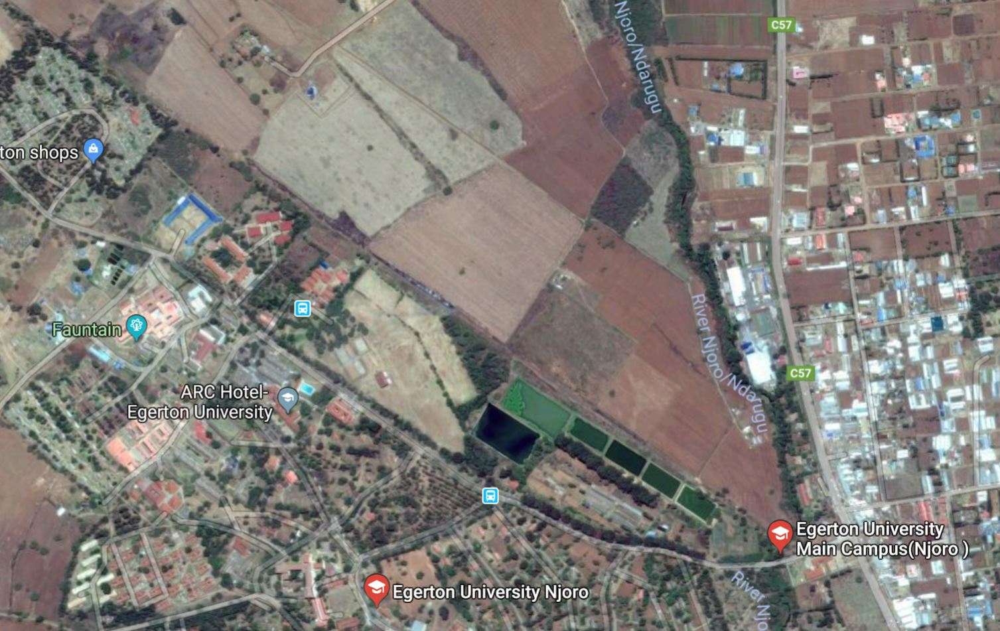 C57
Njoro/Ndarugu
ton shops
River Njoro/Ndarugu
Fauntain
C57
ARC Hotel-
Egerton University
Egerton University
Main Campus(Njoro )
Egerton University Njoro
River Njo